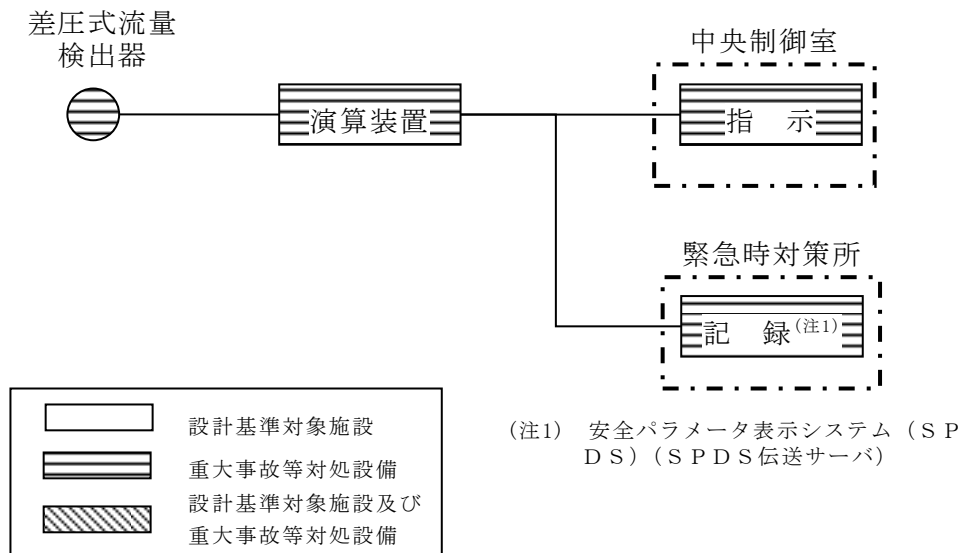 差圧式流量
検出器
中央制御室
演算装置
指　示
緊急時対策所
記　録(注1)
(注1)　安全パラメータ表示システム（ＳＰ
ＤＳ）（ＳＰＤＳ伝送サーバ）
設計基準対象施設
重大事故等対処設備
設計基準対象施設及び
重大事故等対処設備